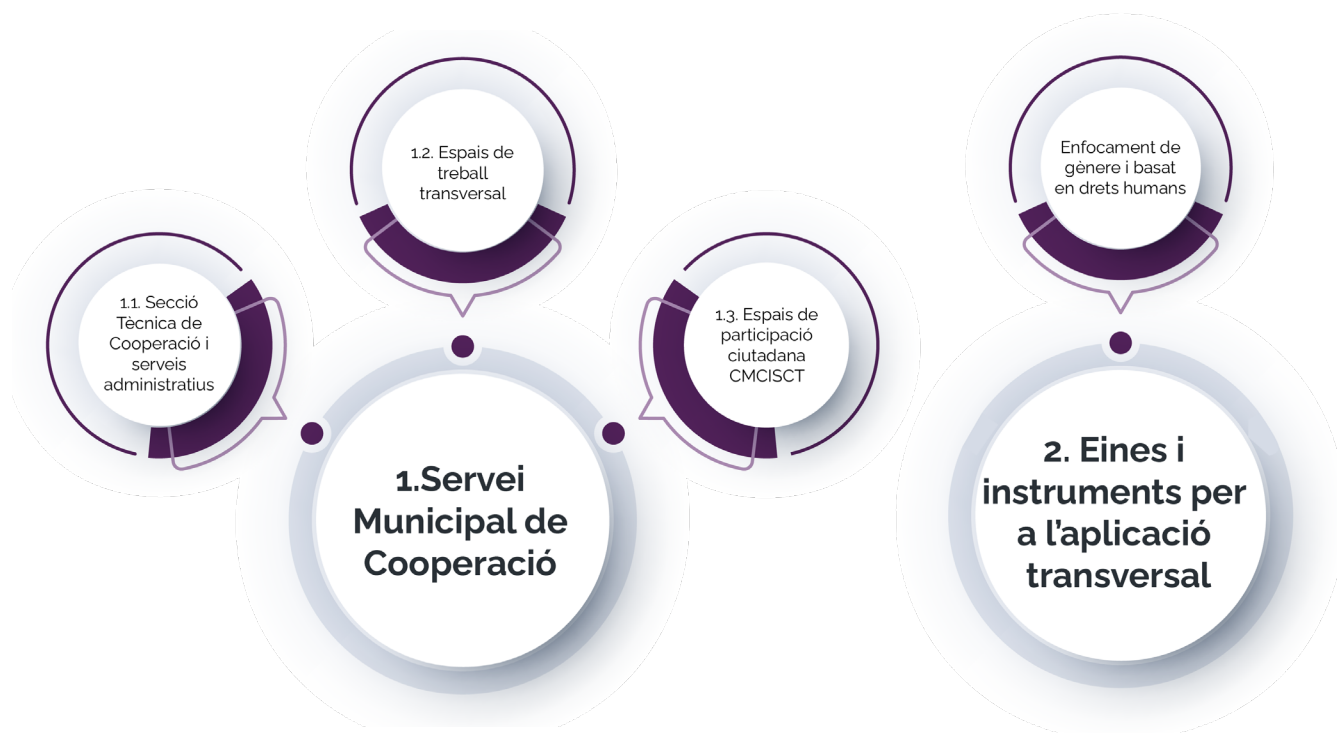 1.1. Secció
Tècnica de
Cooperació i
serveis
administratius
1.2. Espais de
treball
transversal
1.3. Espais de
participació
ciutadana
CMCISCT
1.Servei
Municipal de
Cooperació
Enfocament de
gènere i basat
en drets humans
2. Eines i
instruments per
a l’aplicació
transversal